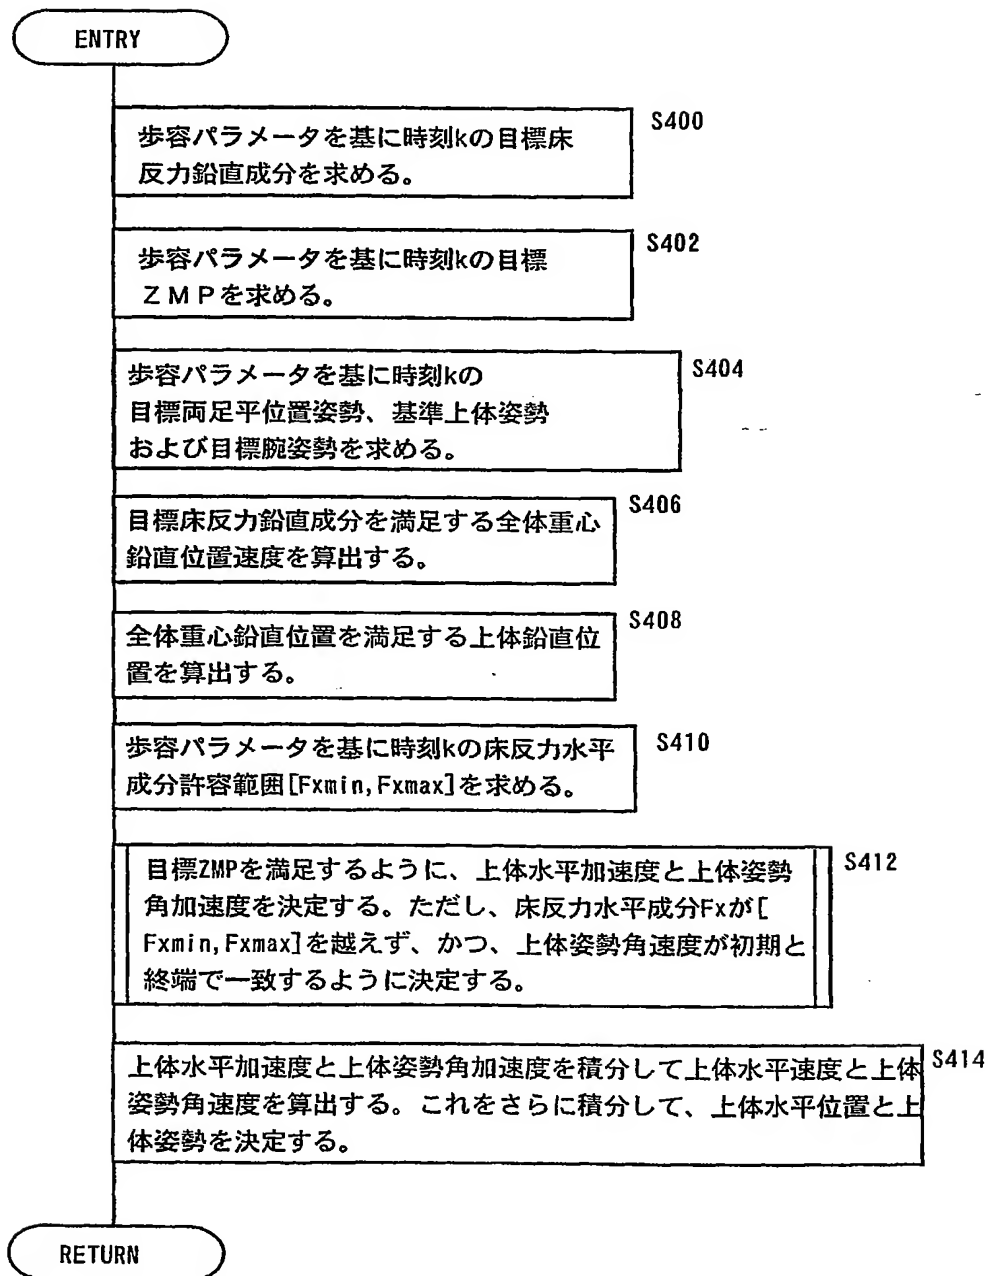 ENTRY
S400
歩容パラメータを基に時刻kの目標床
反力鉛直成分を求める。
S402
歩容パラメータを基に時刻kの目標
ZMPを求める。
S404
歩容パラメータを基に時刻kの
目標両足平位置姿勢、基準上体姿勢
および目標腕姿勢を求める。
S406
目標床反力鉛直成分を満足する全体重心
鉛直位置速度を算出する。
S408
全体重心鉛直位置を満足する上体鉛直位
置を算出する。
S410
歩容パラメータを基に時刻kの床反力水平
成分許容範囲[Fxmin,Fxmax]を求める。
S412
目標ZMPを満足するように、上体水平加速度と上体姿勢
角加速度を決定する。ただし、床反力水平成分Fxが[
Fxmin,Fxmax]を越えず、かつ、上体姿勢角速度が初期と
終端で一致するように決定する。
S414
上体水平加速度と上体姿勢角加速度を積分して上体水平速度と上体
姿勢角速度を算出する。これをさらに積分して、上体水平位置と上
体姿勢を決定する。
RETURN